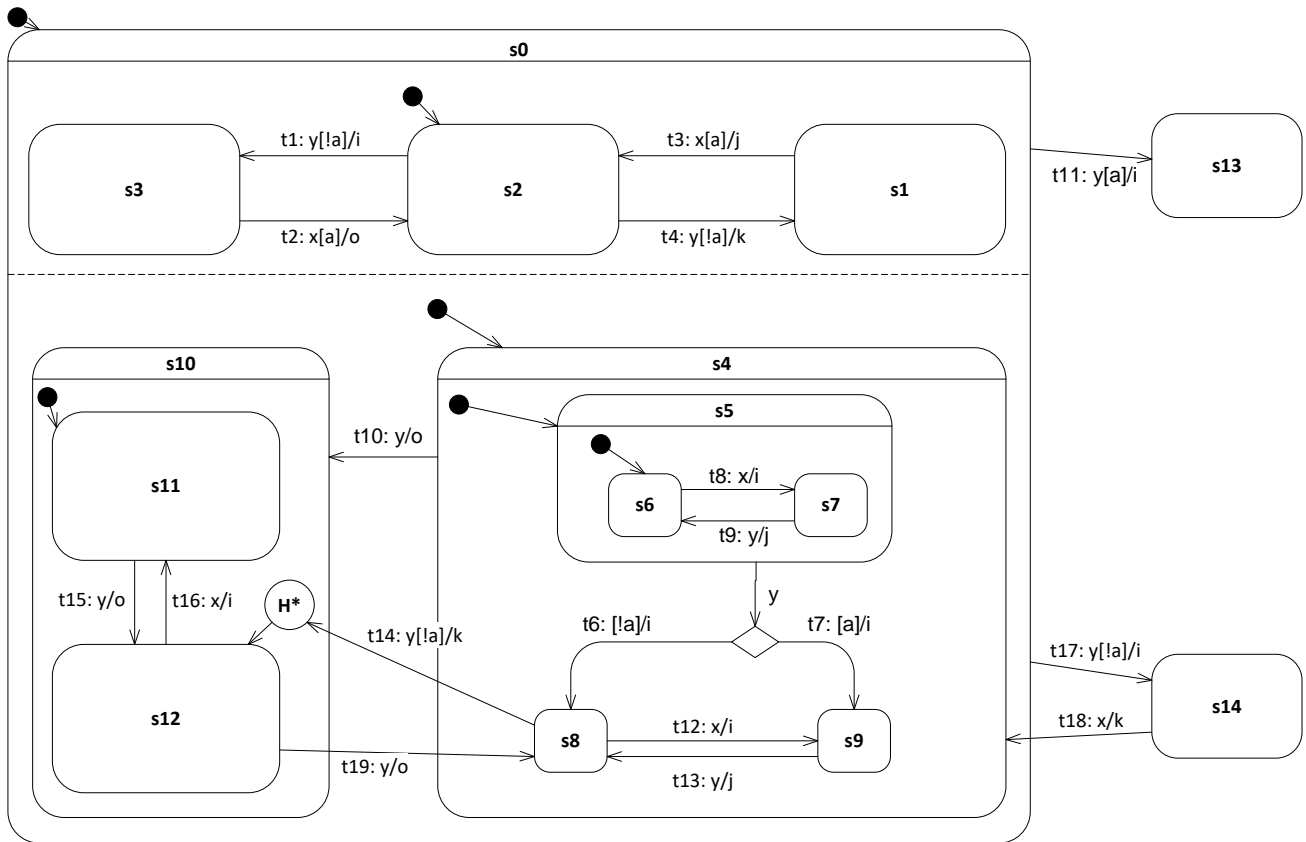 s0
t1: y[!a]/i
t3: x[a]/j
s3
s2
s1
s13
t11: y[a]/i
t2: x[a]/o
t4: y[!a]/k
s10
s4
s5
t10: y/o
s11
s6
t8: x/i
s7
t9: y/j
t15: y/o
t16: x/i
H*
y
t14: y[!a]/k
t6: [!a]/i
t7: [a]/i
t17: y[!a]/i
s12
s14
t18: x/k
s8
t12: x/i
s9
t19: y/o
t13: y/j